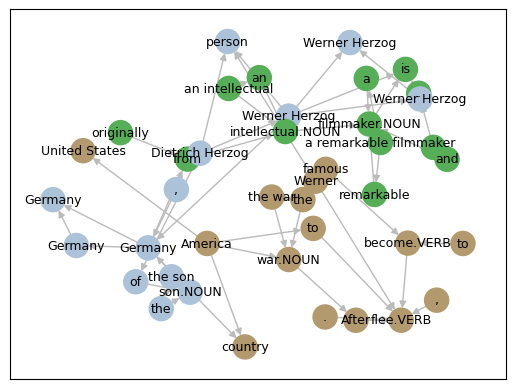 person
Werner Herzog
is
an
a
an intellectual
Werner Herzog
Werner Herzog
originally
intellectual.NOUN
filmmaker.NOUN
a remarkable filmmaker
United States
Dietrich Herzog
from
and
famous
Werner
,
remarkable
Germany
the war
the
to
Germany
Germany
America
become.VERB
to
war.NOUN
of
the son
son.NOUN
the
,
.
After
flee.VERB
country